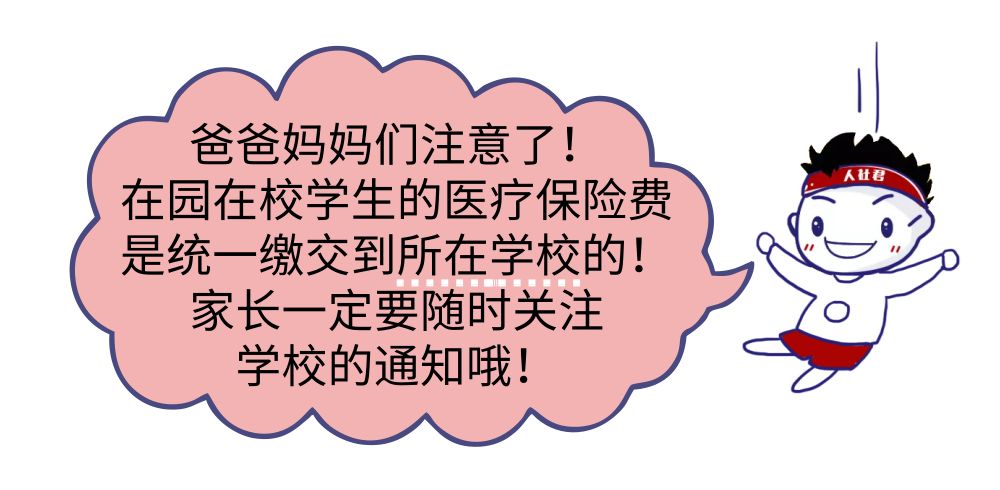 爸爸妈妈们注意了！
在园在校学生的医疗保险费
是统一缴交到所在学校的！
家长一定要随时关注
学校的通知哦！
人社君